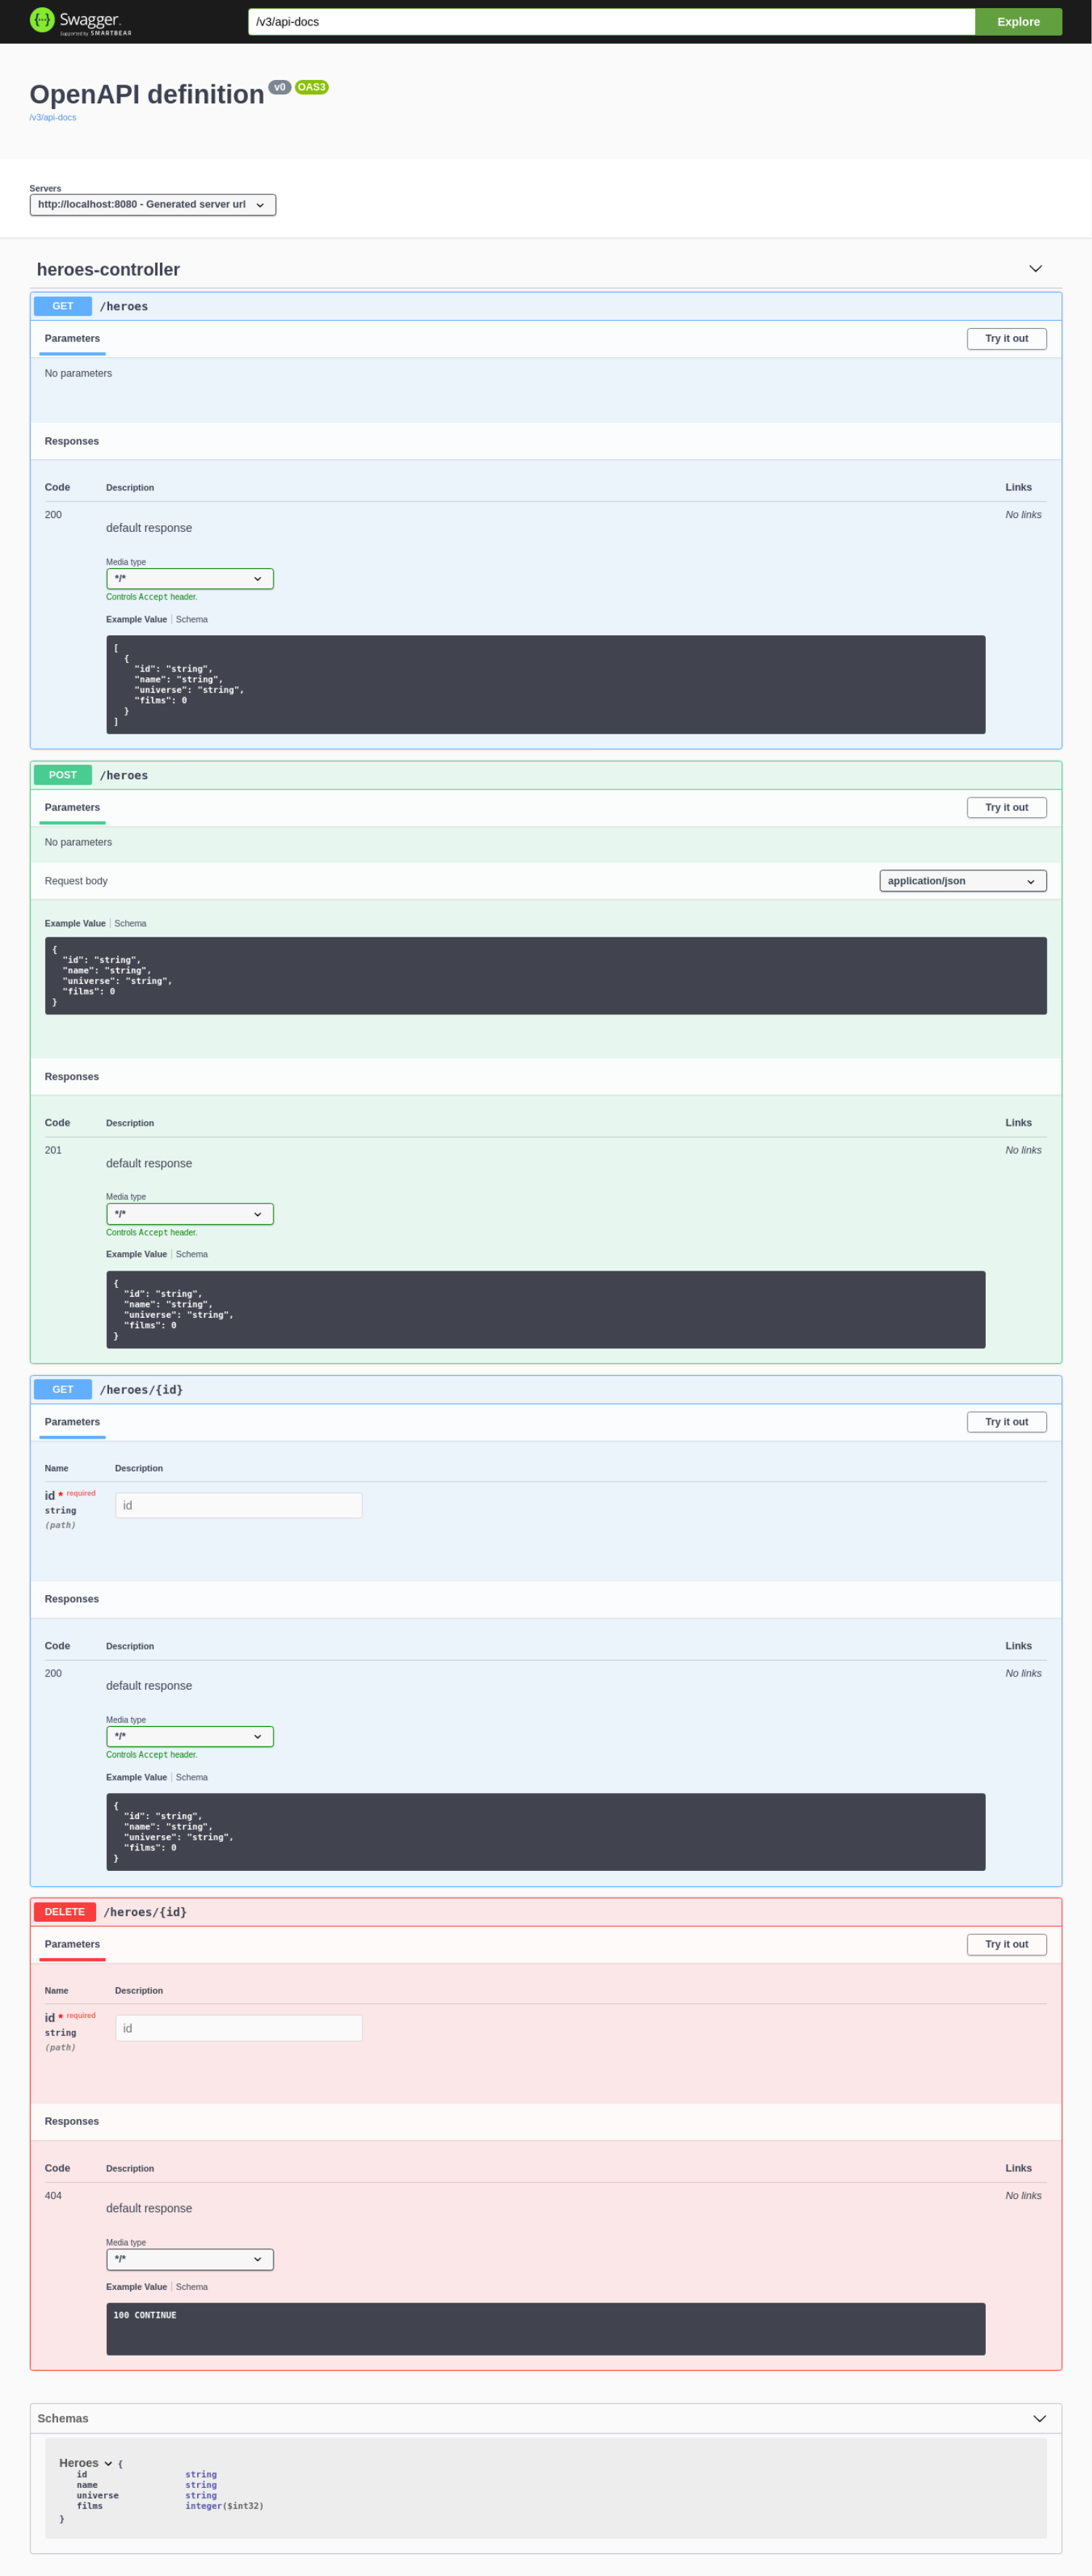 Swagger.
Supported by SMARTBEAR
/v3/api-docs
Explore
OpenAPI definition v0 OAS3
/v3/api-docs
Servers
http://localhost:8080 - Generated server url
heroes-controller
GET /heroes
Parameters
Try it out
No parameters
Responses
Code Description Links
200 default response No links
Media type
*/*
Controls Accept header.
Example Value Schema
[
{
"id": "string",
"name": "string",
"universe": "string",
"films": 0
}
]
POST /heroes
Parameters
Try it out
No parameters
Request body application/json
Example Value Schema
{
"id": "string",
"name": "string",
"universe": "string",
"films": 0
}
Responses
Code Description Links
201 default response No links
Media type
*/*
Controls Accept header.
Example Value Schema
{
"id": "string",
"name": "string",
"universe": "string",
"films": 0
}
GET /heroes/{id}
Parameters
Try it out
Name Description
id * required
string
(path)
id
Responses
Code Description Links
200 default response No links
Media type
*/*
Controls Accept header.
Example Value Schema
{
"id": "string",
"name": "string",
"universe": "string",
"films": 0
}
DELETE /heroes/{id}
Parameters
Try it out
Name Description
id * required
string
(path)
id
Responses
Code Description Links
404 default response No links
Media type
*/*
Example Value Schema
100 CONTINUE
Schemas
Heroes {
id string
name string
universe string
films integer($int32)
}